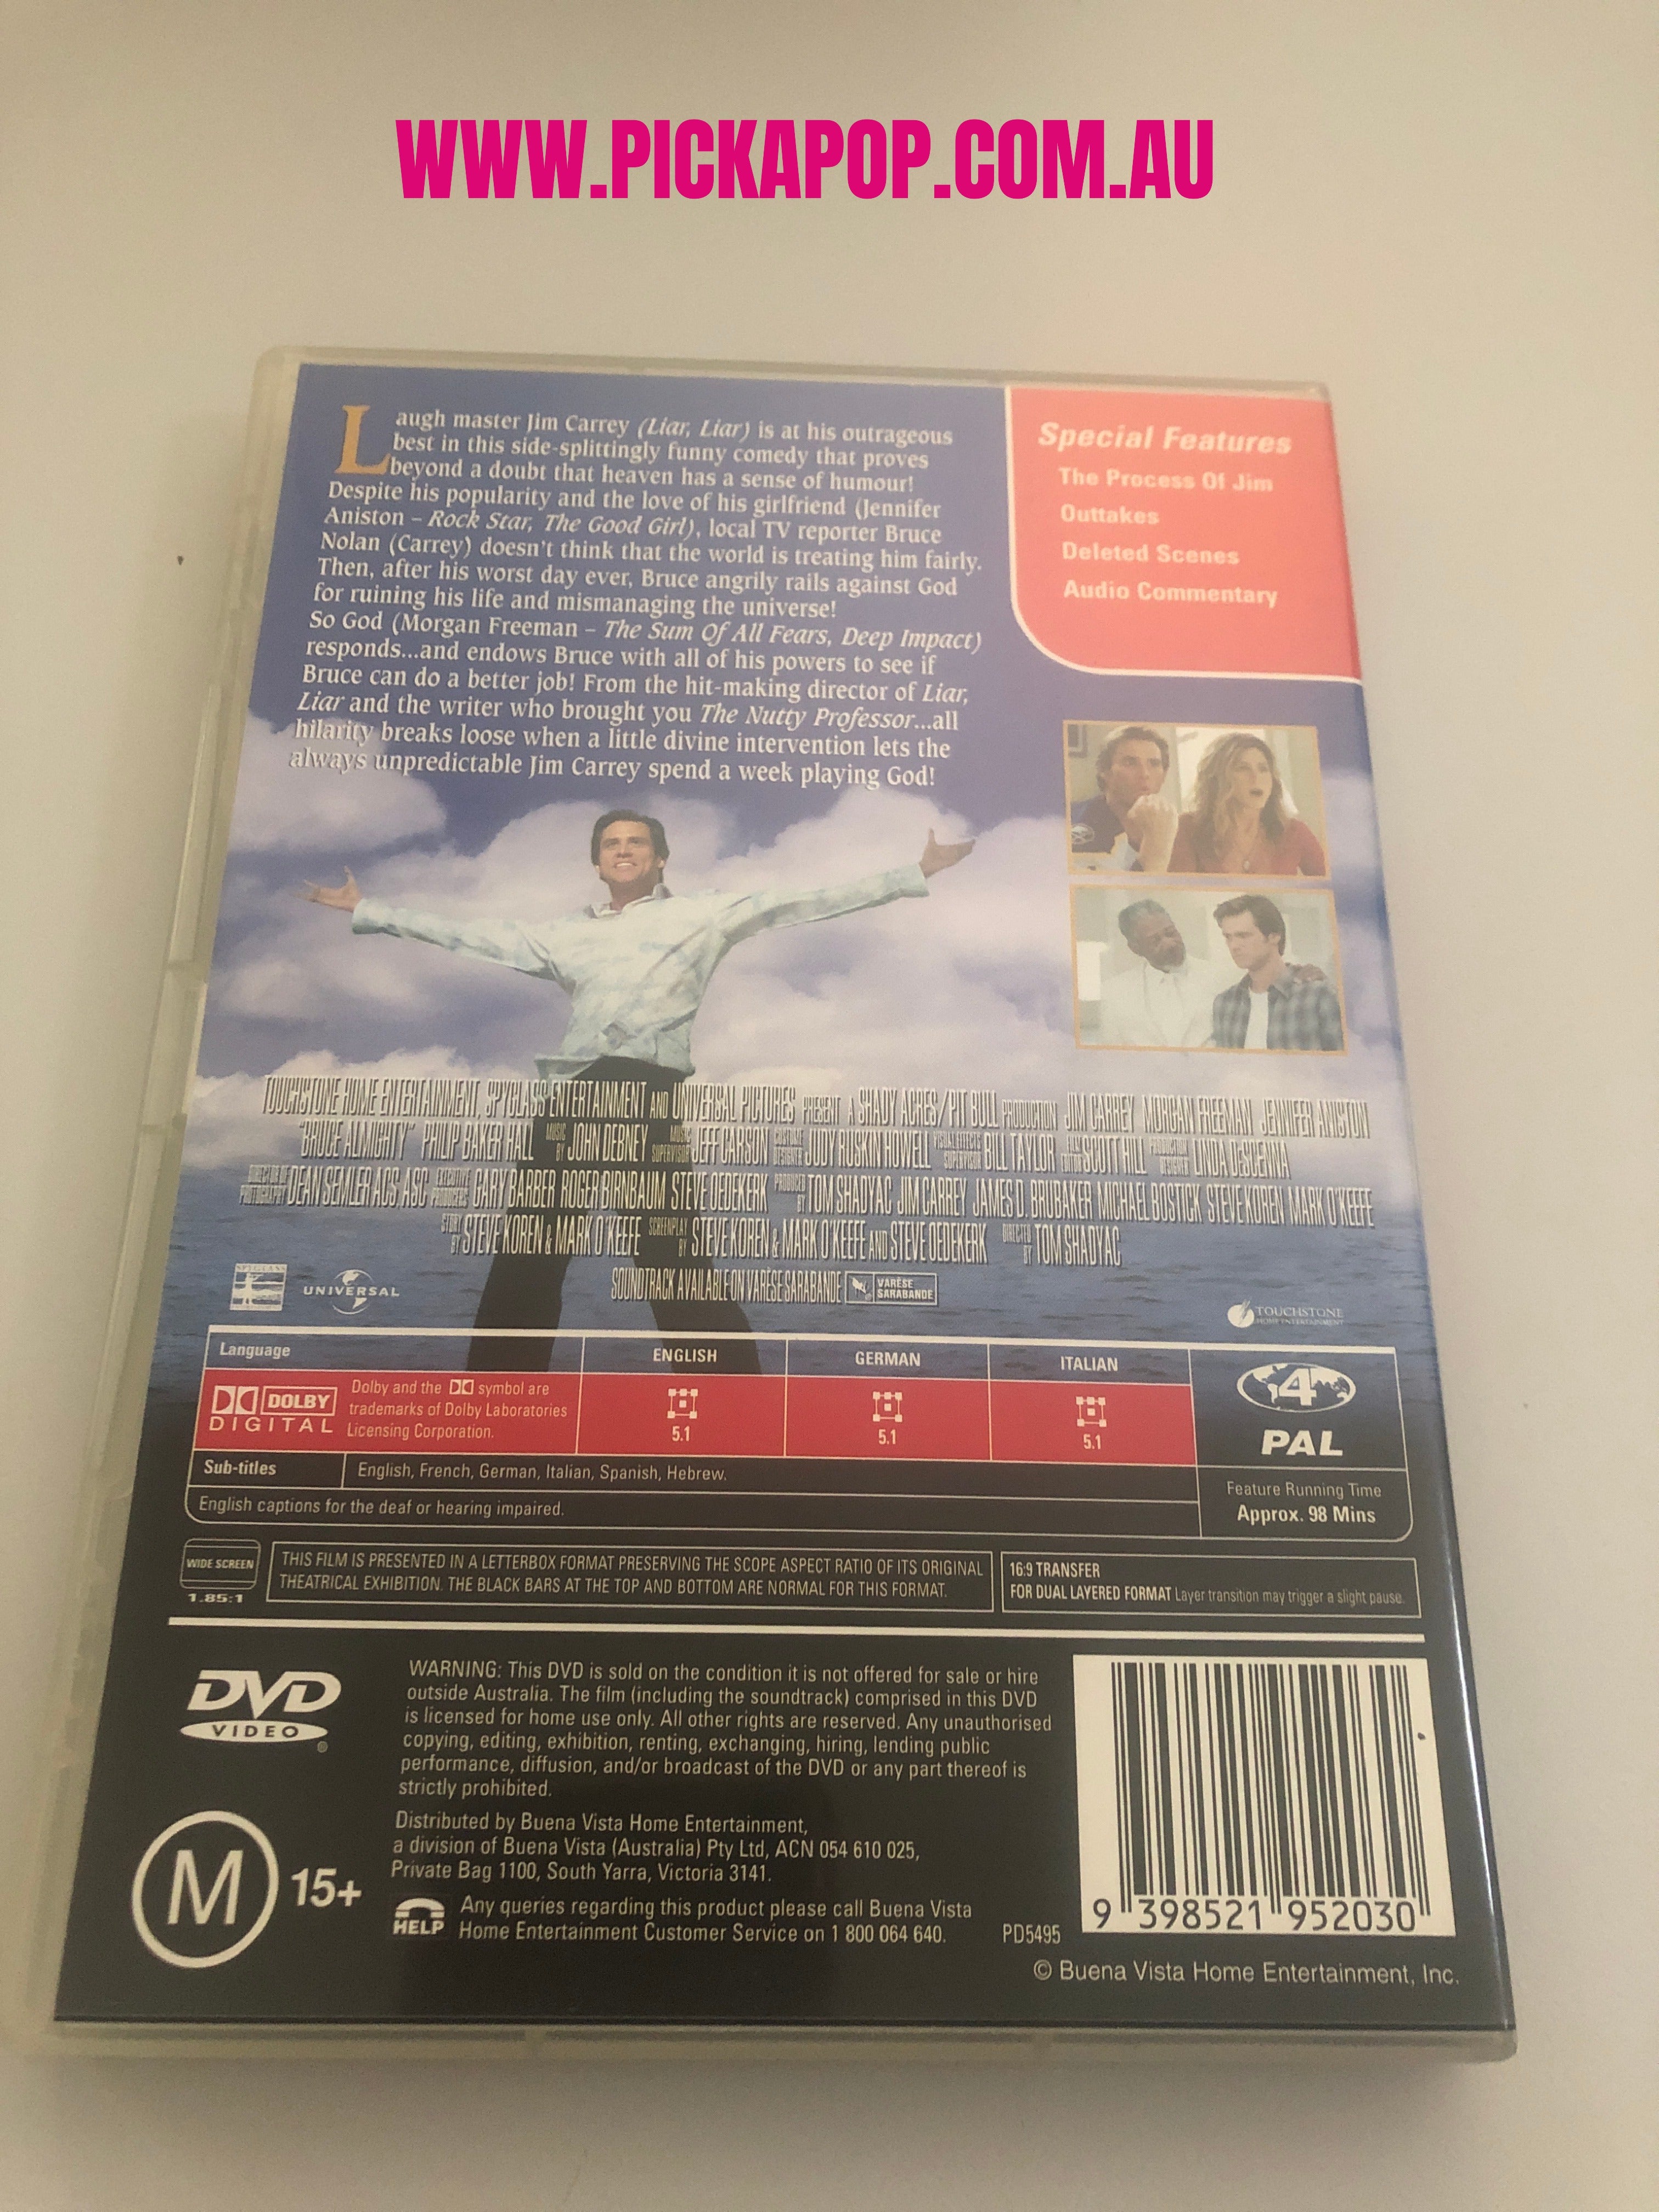 WWW.PICKAPOP.COM.AU
Laugh master Jim Carrey (Liar, Liar) is at his outrageous
best in this side-splittingly funny comedy that proves
beyond a doubt that heaven has a sense of humour!
Despite his popularity and the love of his girlfriend (Jennifer
Aniston – Rock Star, The Good Girl), local TV reporter Bruce
Nolan (Carrey) doesn't think that the world is treating him fairly.
Then, after his worst day ever, Bruce angrily rails against God
for ruining his life and mismanaging the universe!
So God (Morgan Freeman – The Sum Of All Fears, Deep Impact)
responds...and endows Bruce with all of his powers to see if
Bruce can do a better job! From the hit-making director of Liar,
Liar and the writer who brought you The Nutty Professor...all
hilarity breaks loose when a little divine intervention lets the
always unpredictable Jim Carrey spend a week playing God!
Special Features
The Process Of Jim
Outtakes
Deleted Scenes
Audio Commentary
TOUCHSTONE HOME ENTERTAINMENT, SPYGLASS ENTERTAINMENT AND UNIVERSAL PICTURES PRESENT A SHADY ACRES/PIT BULL PRODUCTION JIM CARREY MORGAN FREEMAN JENNIFER ANISTON
"BRUCE ALMIGHTY" PHILIP BAKER HALL MUSIC BY JOHN DEBNEY MUSIC SUPERVISOR JEFF CARSON COSTUME DESIGNER JUDY RUSKIN HOWELL VISUAL EFFECTS SUPERVISOR BILL TAYLOR EDITOR SCOTT HILL PRODUCTION DESIGNER LINDA DESCENNA
DIRECTOR OF PHOTOGRAPHY DEAN SEMLER ACS, ASC EXECUTIVE PRODUCERS GARY BARBER ROGER BIRNBAUM STEVE OEDEKERK PRODUCED BY TOM SHADYAC JIM CARREY JAMES D. BRUBAKER MICHAEL BOSTICK STEVE KOREN MARK O'KEEFE
STORY BY STEVE KOREN & MARK O'KEEFE SCREENPLAY BY STEVE KOREN & MARK O'KEEFE AND STEVE OEDEKERK DIRECTED BY TOM SHADYAC
SOUNDTRACK AVAILABLE ON VARÈSE SARABANDE VARÈSE SARABANDE
SPYGLASS
UNIVERSAL
TOUCHSTONE
HOME ENTERTAINMENT
Language
ENGLISH
GERMAN
ITALIAN
DOLBY
DIGITAL
Dolby and the symbol are
trademarks of Dolby Laboratories
Licensing Corporation.
5.1
5.1
5.1
4
PAL
Sub-titles
English, French, German, Italian, Spanish, Hebrew.
English captions for the deaf or hearing impaired.
Feature Running Time
Approx. 98 Mins
WIDE SCREEN
1.85:1
THIS FILM IS PRESENTED IN A LETTERBOX FORMAT PRESERVING THE SCOPE ASPECT RATIO OF ITS ORIGINAL
THEATRICAL EXHIBITION. THE BLACK BARS AT THE TOP AND BOTTOM ARE NORMAL FOR THIS FORMAT.
16:9 TRANSFER
FOR DUAL LAYERED FORMAT Layer transition may trigger a slight pause.
DVD
VIDEO
WARNING: This DVD is sold on the condition it is not offered for sale or hire
outside Australia. The film (including the soundtrack) comprised in this DVD
is licensed for home use only. All other rights are reserved. Any unauthorised
copying, editing, exhibition, renting, exchanging, hiring, lending public
performance, diffusion, and/or broadcast of the DVD or any part thereof is
strictly prohibited.
Distributed by Buena Vista Home Entertainment,
a division of Buena Vista (Australia) Pty Ltd, ACN 054 610 025,
Private Bag 1100, South Yarra, Victoria 3141.
M 15+
HELP
Any queries regarding this product please call Buena Vista
Home Entertainment Customer Service on 1 800 064 640.
PD5495
9 398521 952030
© Buena Vista Home Entertainment, Inc.